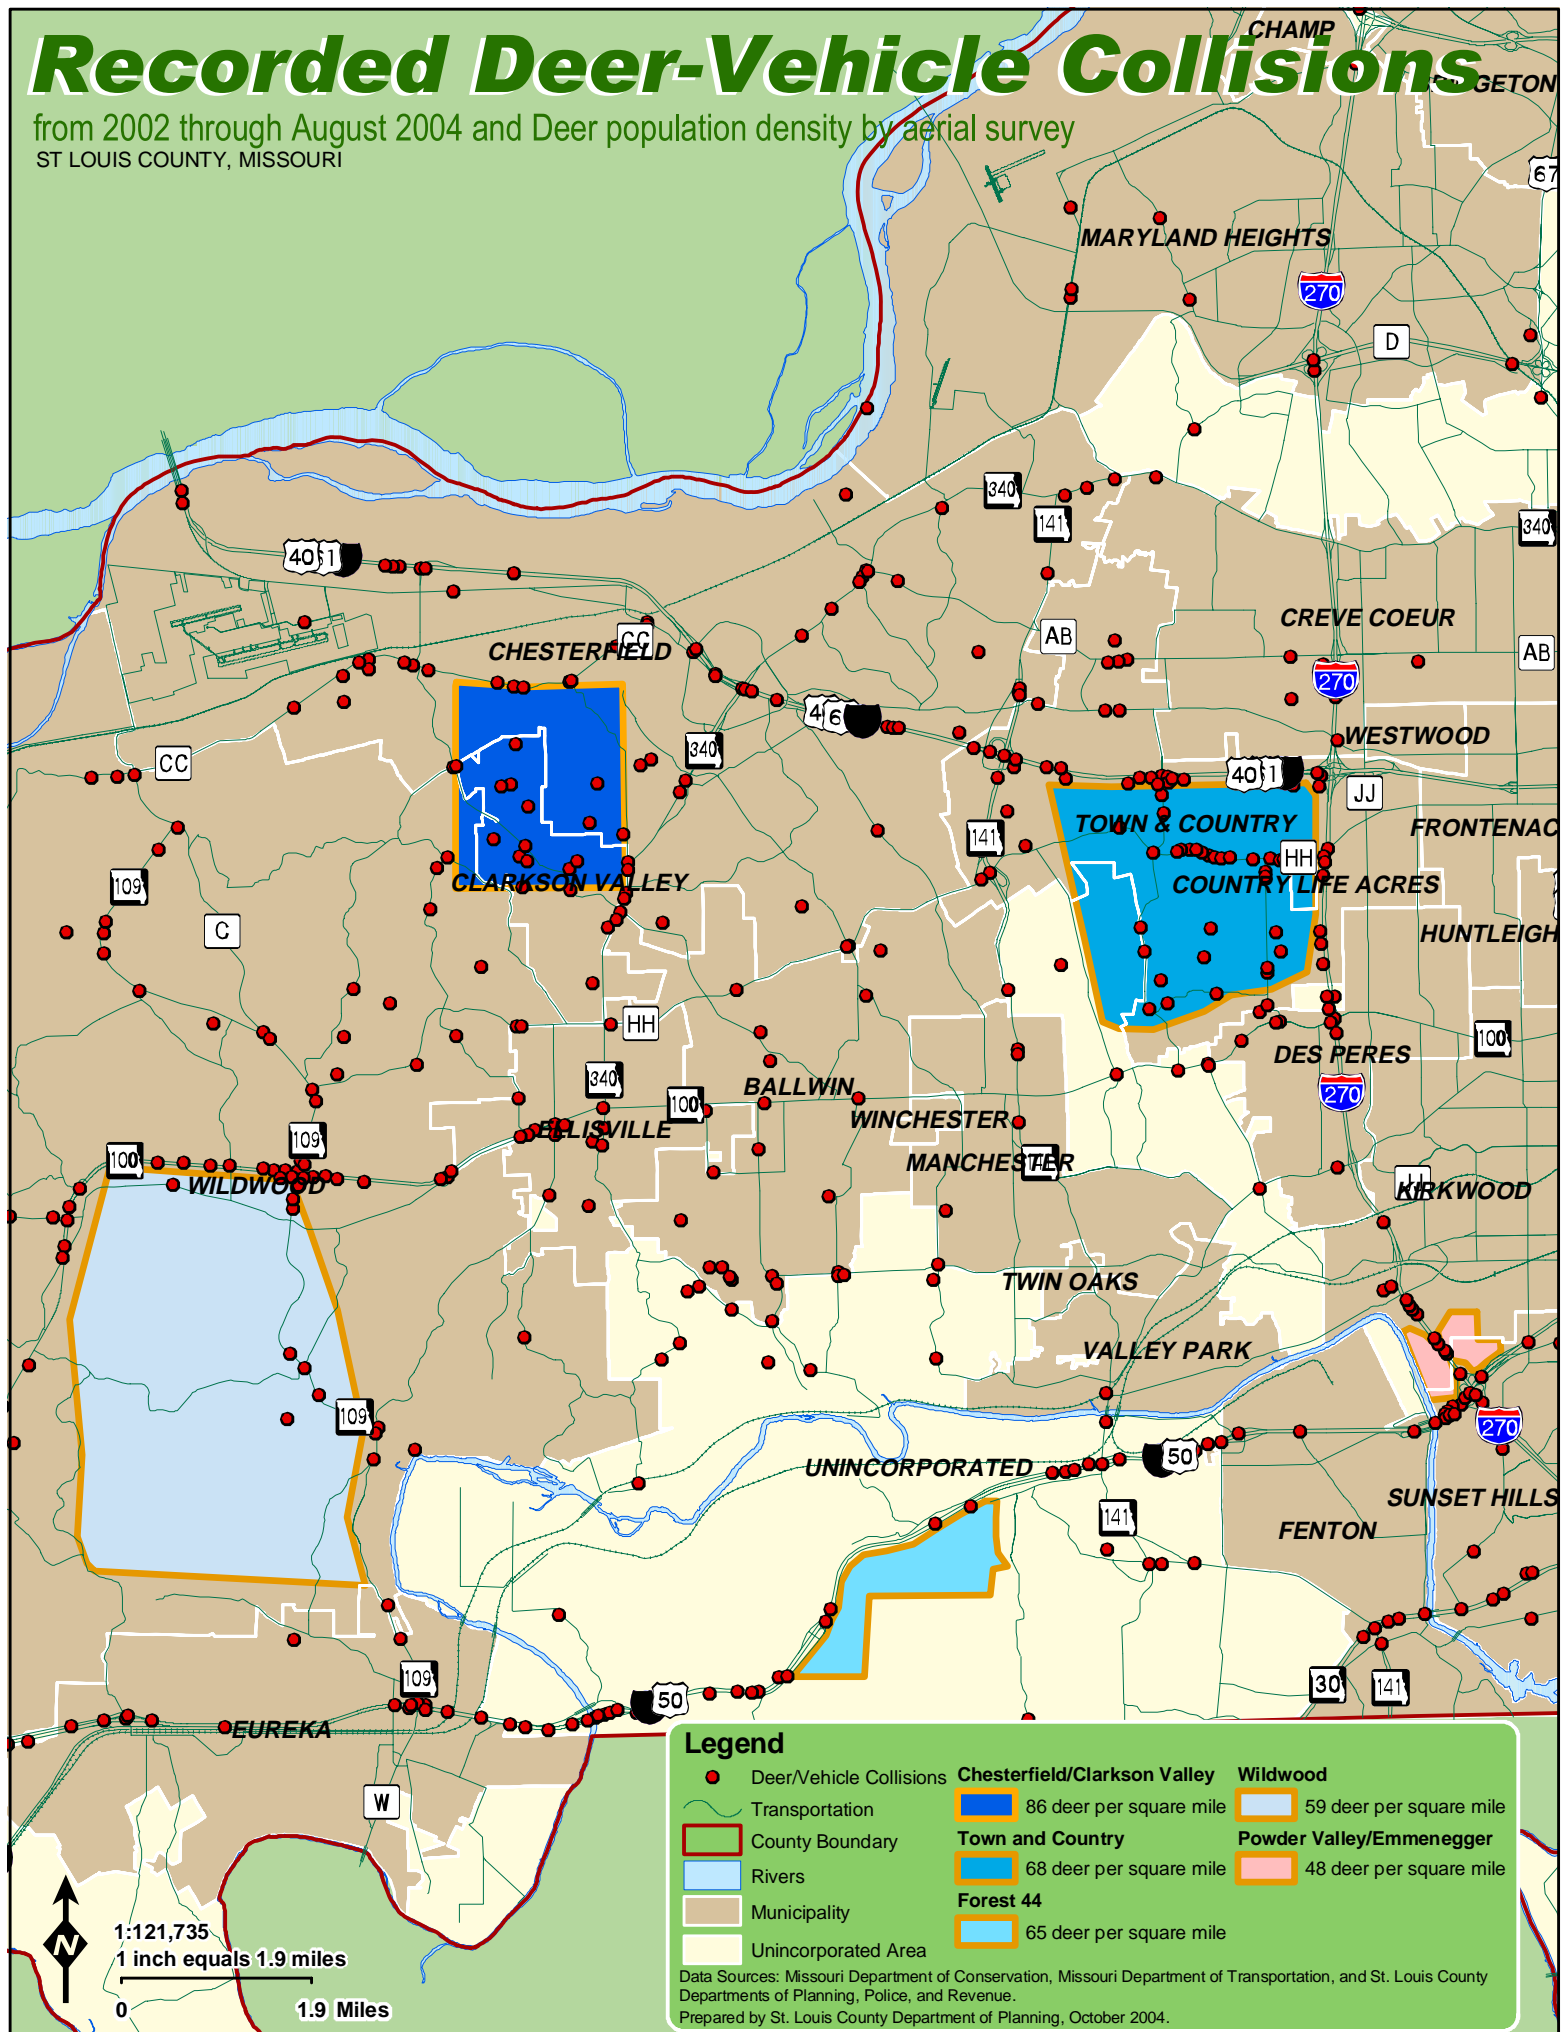 Recorded Deer-Vehicle Collisions
from 2002 through August 2004 and Deer population density by aerial survey
ST LOUIS COUNTY, MISSOURI
CHAMP
GETON
67
MARYLAND HEIGHTS
270
D
340
141
340
40 61
CREVE COEUR
CC
CHESTERFIELD
AB
AB
270
4 6
WESTWOOD
340
CC
40 61
JJ
TOWN & COUNTRY
FRONTENAC
141
HH
109
CLARKSON VALLEY
COUNTRY LIFE ACRES
C
HUNTLEIGH
HH
100
DES PERES
340
BALLWIN
270
100
WINCHESTER
ELLISVILLE
109
100
MANCHESTER
141
WILDWOOD
JJ
KIRKWOOD
TWIN OAKS
VALLEY PARK
109
270
50
UNINCORPORATED
SUNSET HILLS
141
FENTON
109
30
141
50
EUREKA
W
Legend
Deer/Vehicle Collisions
Transportation
County Boundary
Rivers
Municipality
Unincorporated Area
Chesterfield/Clarkson Valley
86 deer per square mile
Town and Country
68 deer per square mile
Forest 44
65 deer per square mile
Wildwood
59 deer per square mile
Powder Valley/Emmenegger
48 deer per square mile
Data Sources: Missouri Department of Conservation, Missouri Department of Transportation, and St. Louis County
Departments of Planning, Police, and Revenue.
Prepared by St. Louis County Department of Planning, October 2004.
N
1:121,735
1 inch equals 1.9 miles
0 1.9 Miles